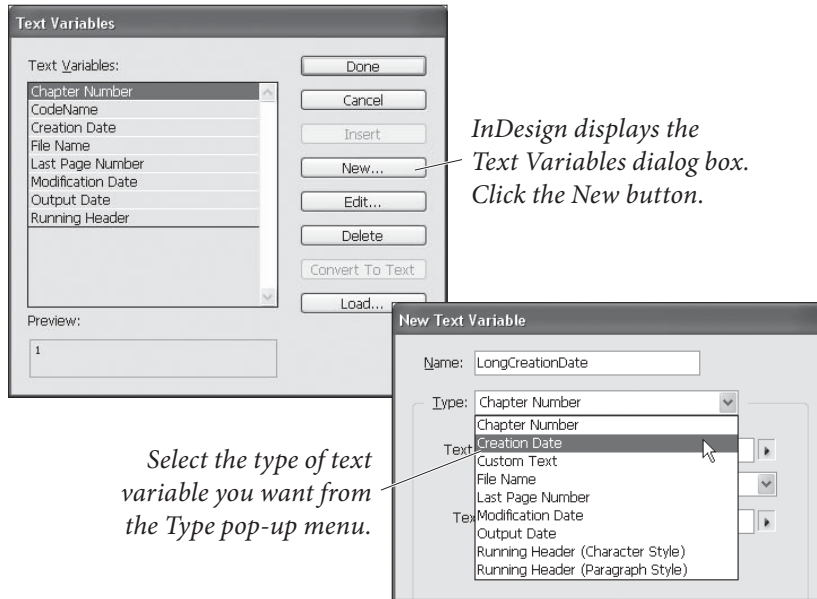 Text Variables
Text Variables:
Chapter Number
CodeName
Creation Date
File Name
Last Page Number
Modification Date
Output Date
Running Header
Preview:
1
Done
Cancel
Insert
New...
Edit...
Delete
Convert To Text
Load...
InDesign displays the
Text Variables dialog box.
Click the New button.
New Text Variable
Name: LongCreationDate
Type: Chapter Number
Chapter Number
Text Creation Date
Custom Text
File Name
Last Page Number
Modification Date
Output Date
Running Header (Character Style)
Running Header (Paragraph Style)
Select the type of text
variable you want from
the Type pop-up menu.